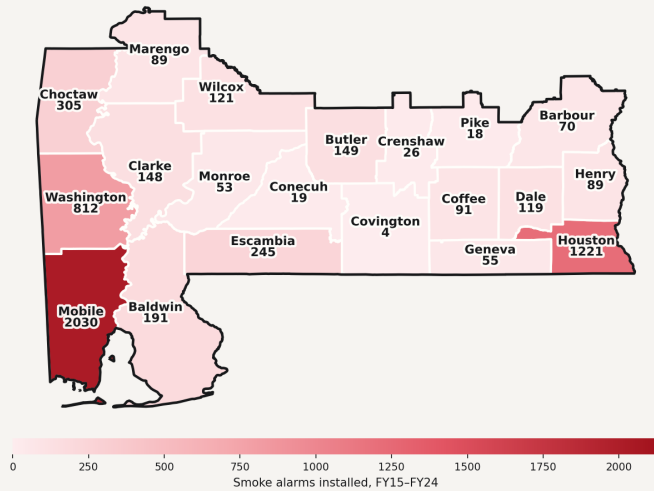 Marengo
89
Choctaw
305
Wilcox
121
Butler
149
Crenshaw
26
Pike
18
Barbour
70
Clarke
148
Monroe
53
Conecuh
19
Washington
812
Henry
89
Coffee
91
Dale
119
Covington
4
Escambia
245
Geneva
55
Houston
1221
Mobile
2030
Baldwin
191
0 250 500 750 1000 1250 1500 1750 2000
Smoke alarms installed, FY15–FY24